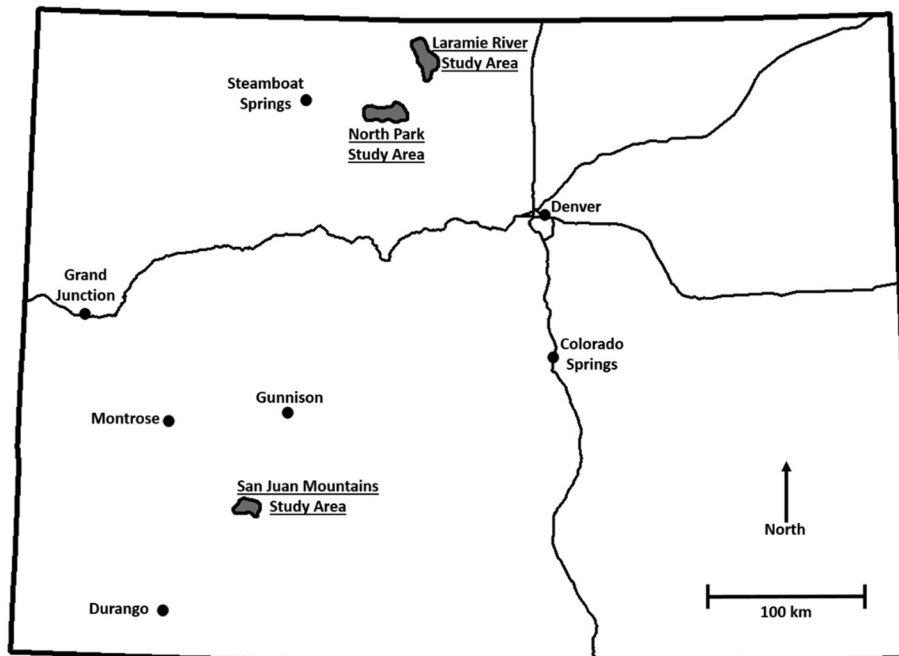 Laramie River
Study Area
Steamboat
Springs
North Park
Study Area
Denver
Grand
Junction
Colorado
Springs
Gunnison
Montrose
San Juan Mountains
Study Area
North
Durango
100 km